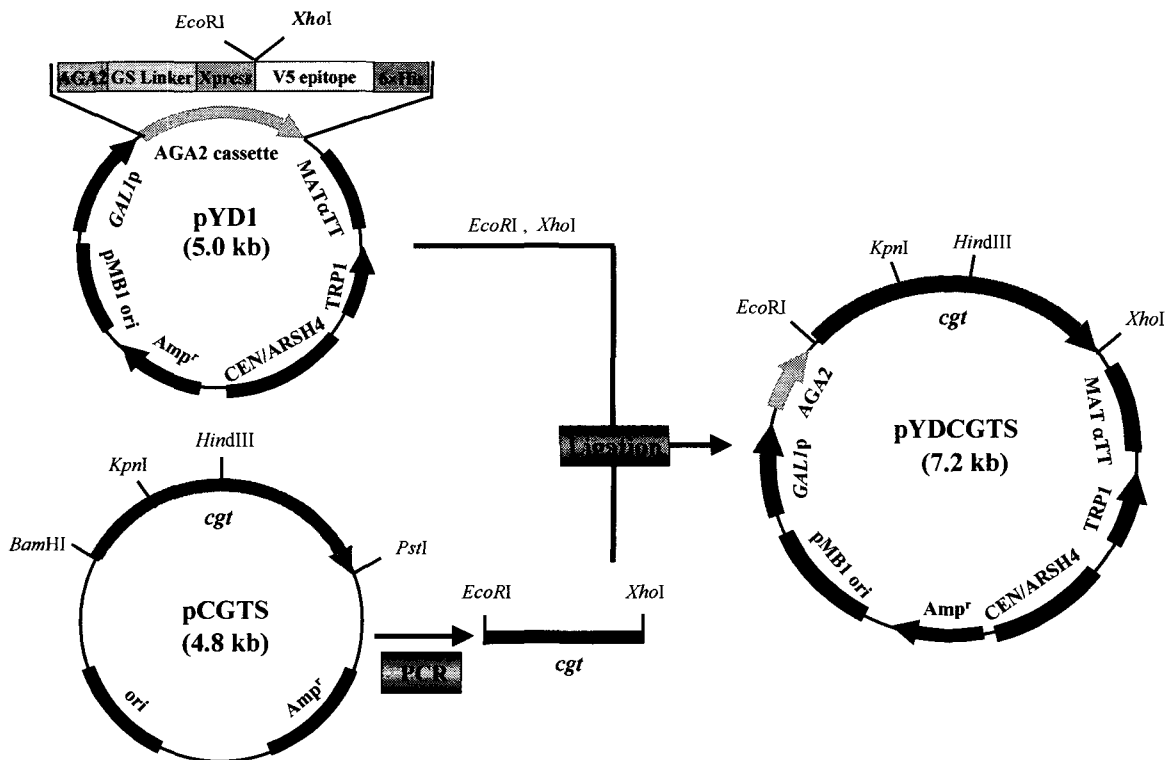 EcoRI
XhoI
AGA2 GS Linker Xpress V5 epitope 6xHis
AGA2 cassette
GAL1p
MATαTT
pYD1
(5.0 kb)
pMB1 ori
TRP1
Ampr
CEN/ARSH4
EcoRI , XhoI
Ligation
HindIII
KpnI
cgt
BamHI
PstI
pCGTS
(4.8 kb)
ori
Ampr
PCR
EcoRI
XhoI
cgt
KpnI
HindIII
EcoRI
cgt
XhoI
AGA2
MAT αTT
pYDCGTS
(7.2 kb)
GAL1p
TRP1
pMB1 ori
CEN/ARSH4
Ampr